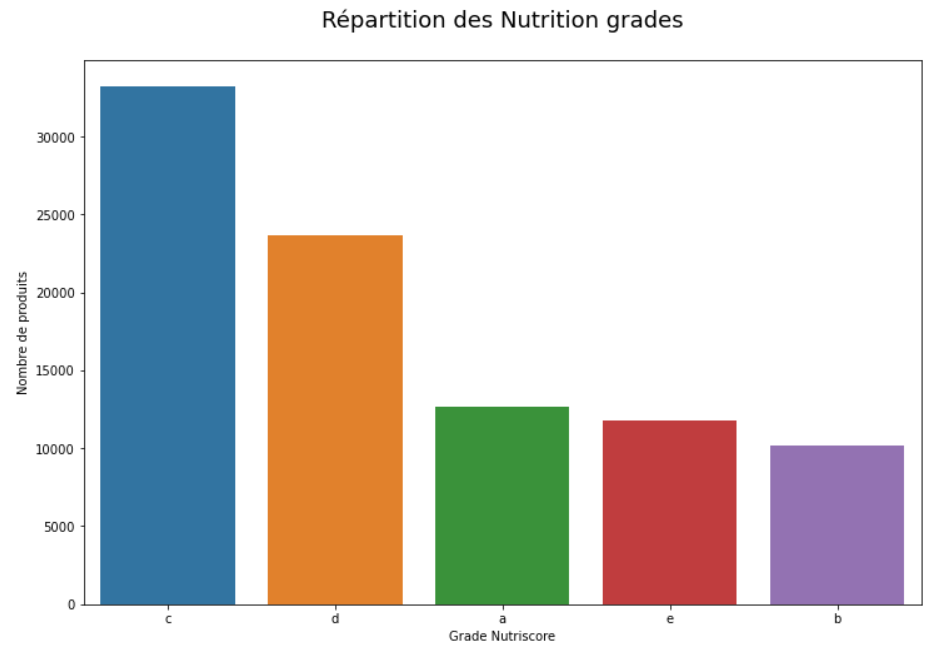 Répartition des Nutrition grades
30000
25000
20000
15000
10000
5000
0
Nombre de produits
c d a e b
Grade Nutriscore